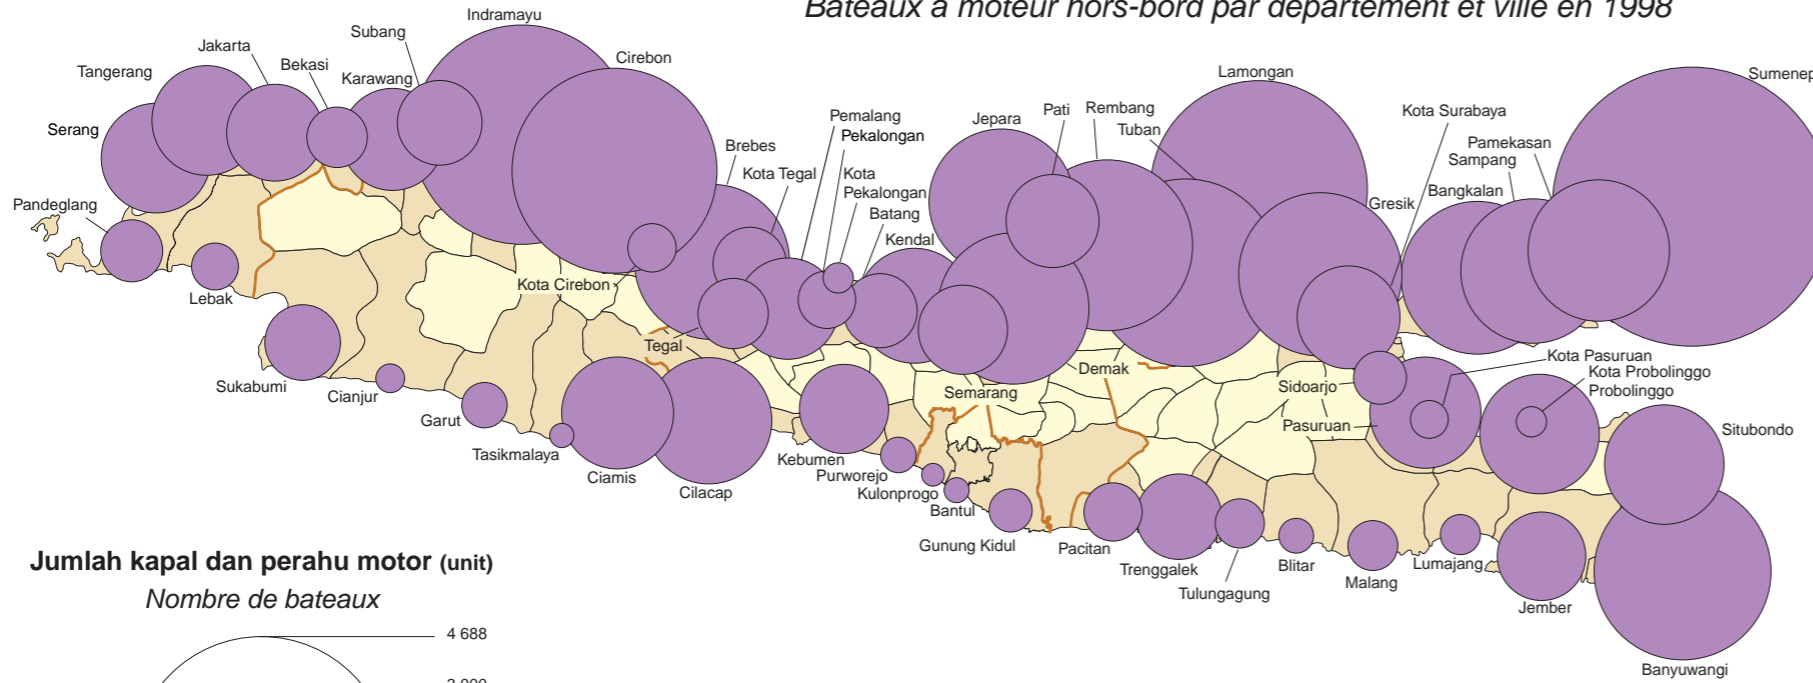 Bateaux à moteur hors-bord par département et ville en 1998
Indramayu
Subang
Jakarta
Cirebon
Bekasi
Tangerang
Karawang
Serang
Pandeglang
Lebak
Sukabumi
Cianjur
Garut
Tasikmalaya
Ciamis
Cilacap
Kota Cirebon
Tegal
Brebes
Kota Tegal
Pemalang
Pekalongan
Kota
Pekalongan
Batang
Kendal
Jepara
Pati
Rembang
Tuban
Lamongan
Kota Surabaya
Pamekasan
Sampang
Bangkalan
Sumenep
Gresik
Semarang
Demak
Sidoarjo
Pasuruan
Kota Pasuruan
Kota Probolinggo
Probolinggo
Situbondo
Kebumen
Purworejo
Kulonprogo
Bantul
Gunung Kidul
Pacitan
Trenggalek
Tulungagung
Blitar
Malang
Lumajang
Jember
Banyuwangi
Jumlah kapal dan perahu motor (unit)
Nombre de bateaux
4 688